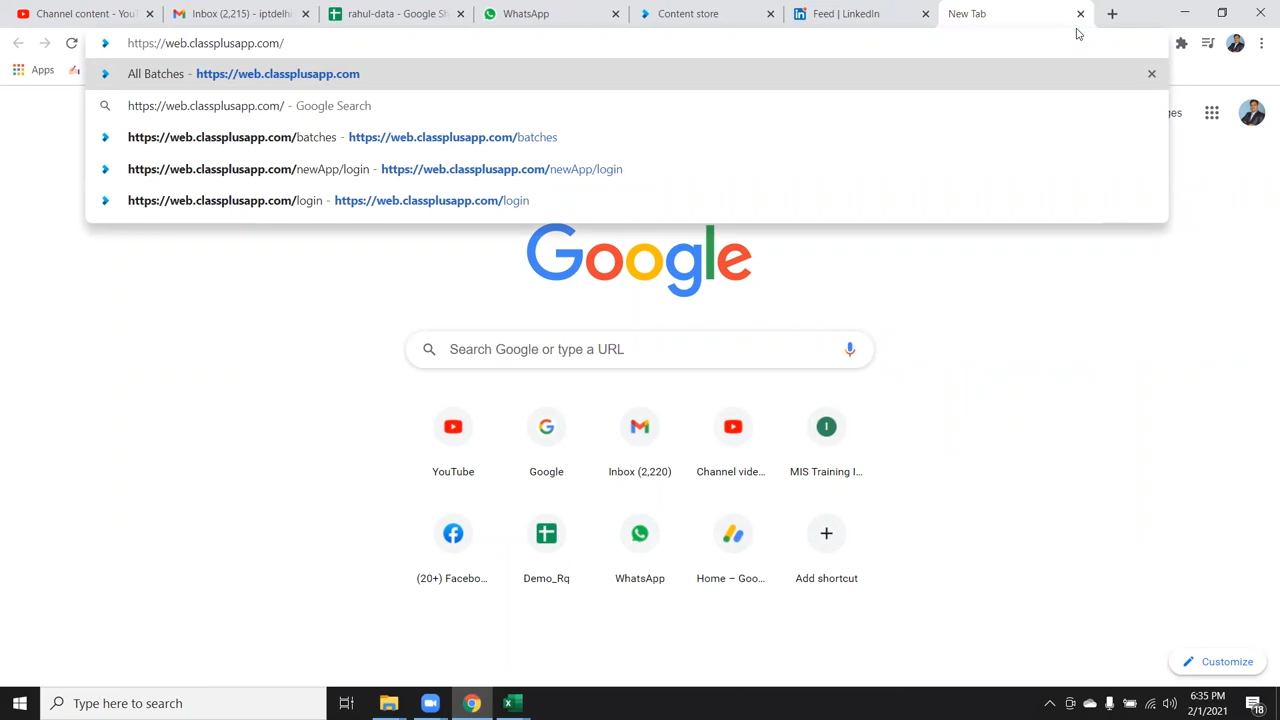 Channel content - YouT
Inbox (2,215) - iptdelhi
rahul-data - Google Sh
WhatsApp
Content store
Feed | LinkedIn
New Tab
https://web.classplusapp.com/
Apps
All Batches - https://web.classplusapp.com
https://web.classplusapp.com/ - Google Search
https://web.classplusapp.com/batches - https://web.classplusapp.com/batches
https://web.classplusapp.com/newApp/login - https://web.classplusapp.com/newApp/login
https://web.classplusapp.com/login - https://web.classplusapp.com/login
ges
Google
Search Google or type a URL
YouTube
Google
Inbox (2,220)
Channel vide...
MIS Training I...
(20+) Facebo...
Demo_Rq
WhatsApp
Home – Goo...
Add shortcut
Customize
Type here to search
6:35 PM
2/1/2021
18